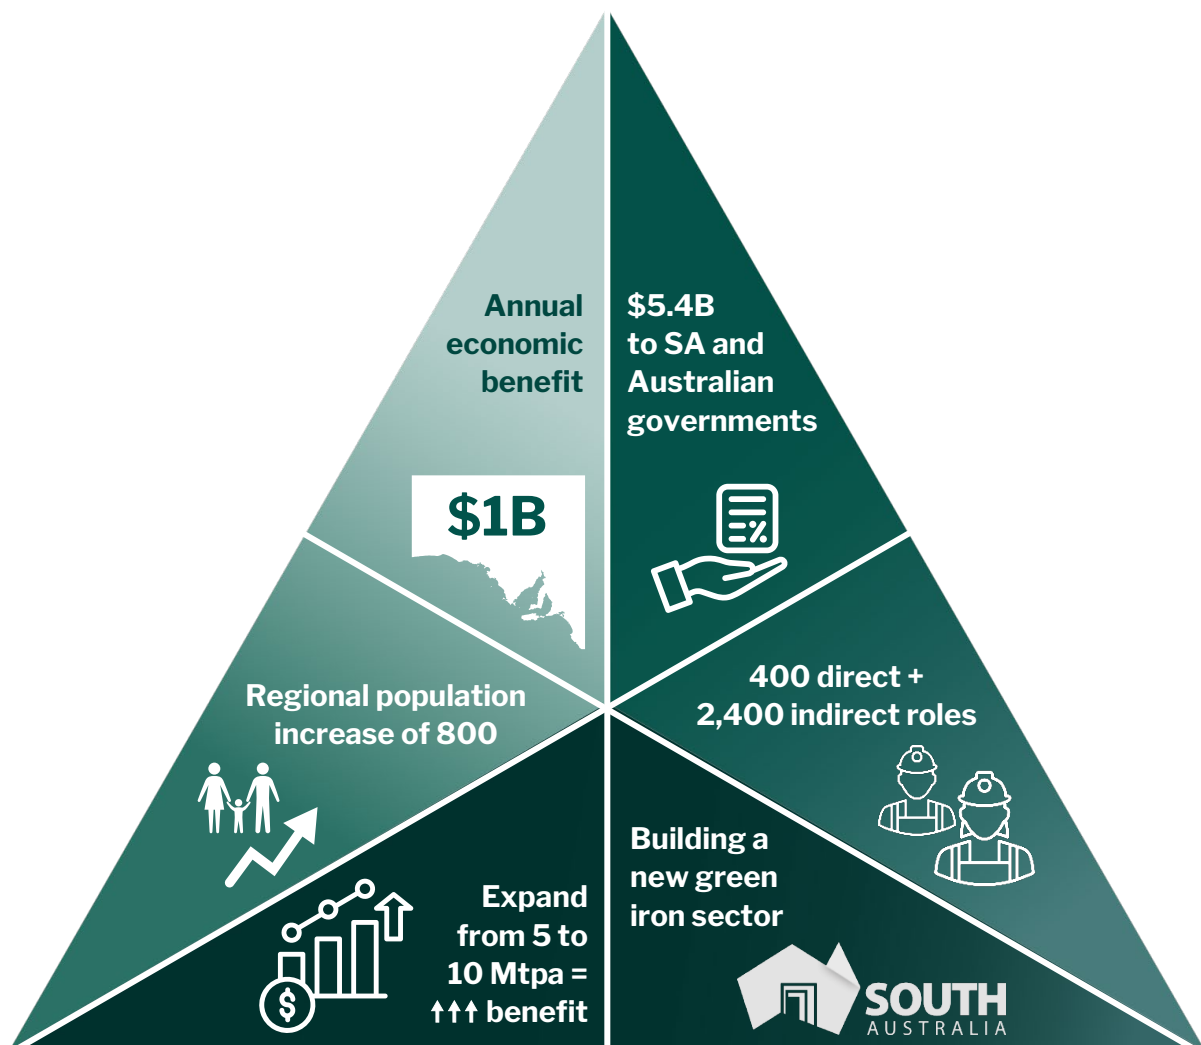 Annual
economic
benefit
$1B
$5.4B
to SA and
Australian
governments
%
Regional population
increase of 800
400 direct +
2,400 indirect roles
$
Expand
from 5 to
10 Mtpa =
↑↑↑ benefit
Building a
new green
iron sector
SOUTH
AUSTRALIA